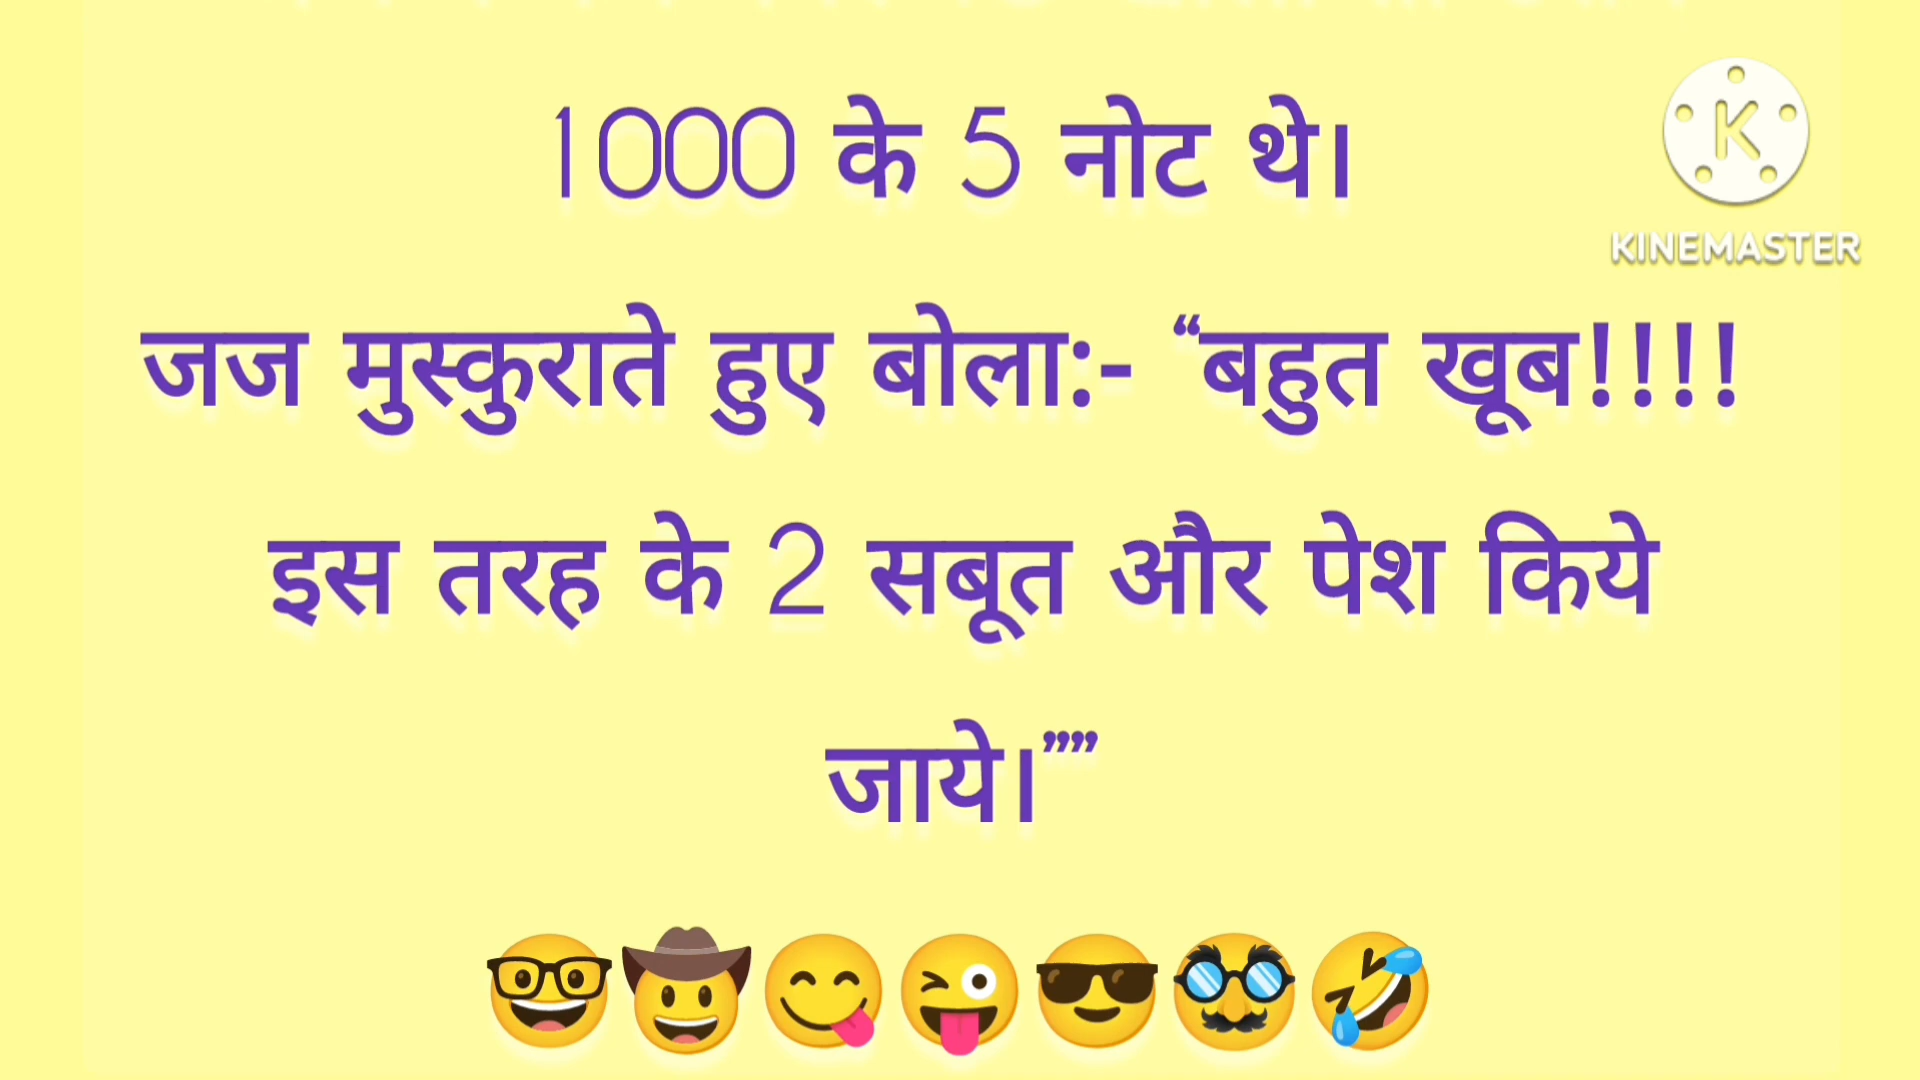 1000 के 5 नोट थे।
जज मुस्कुराते हुए बोला:- “बहुत खूब!!!!
इस तरह के 2 सबूत और पेश किये
जाये।””
K
KINEMASTER